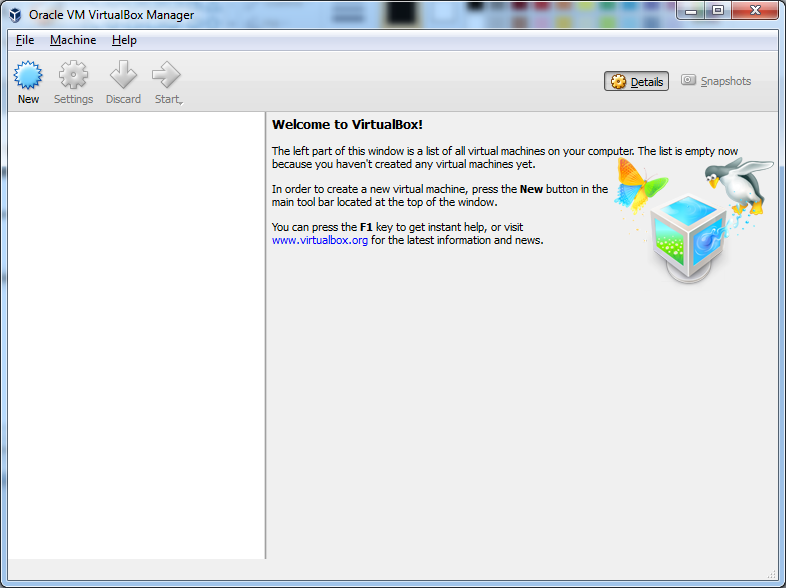 Oracle VM VirtualBox Manager
File Machine Help
New Settings Discard Start
Details Snapshots
Welcome to VirtualBox!
The left part of this window is a list of all virtual machines on your computer. The list is empty now
because you haven't created any virtual machines yet.
In order to create a new virtual machine, press the New button in the
main tool bar located at the top of the window.
You can press the F1 key to get instant help, or visit
www.virtualbox.org for the latest information and news.